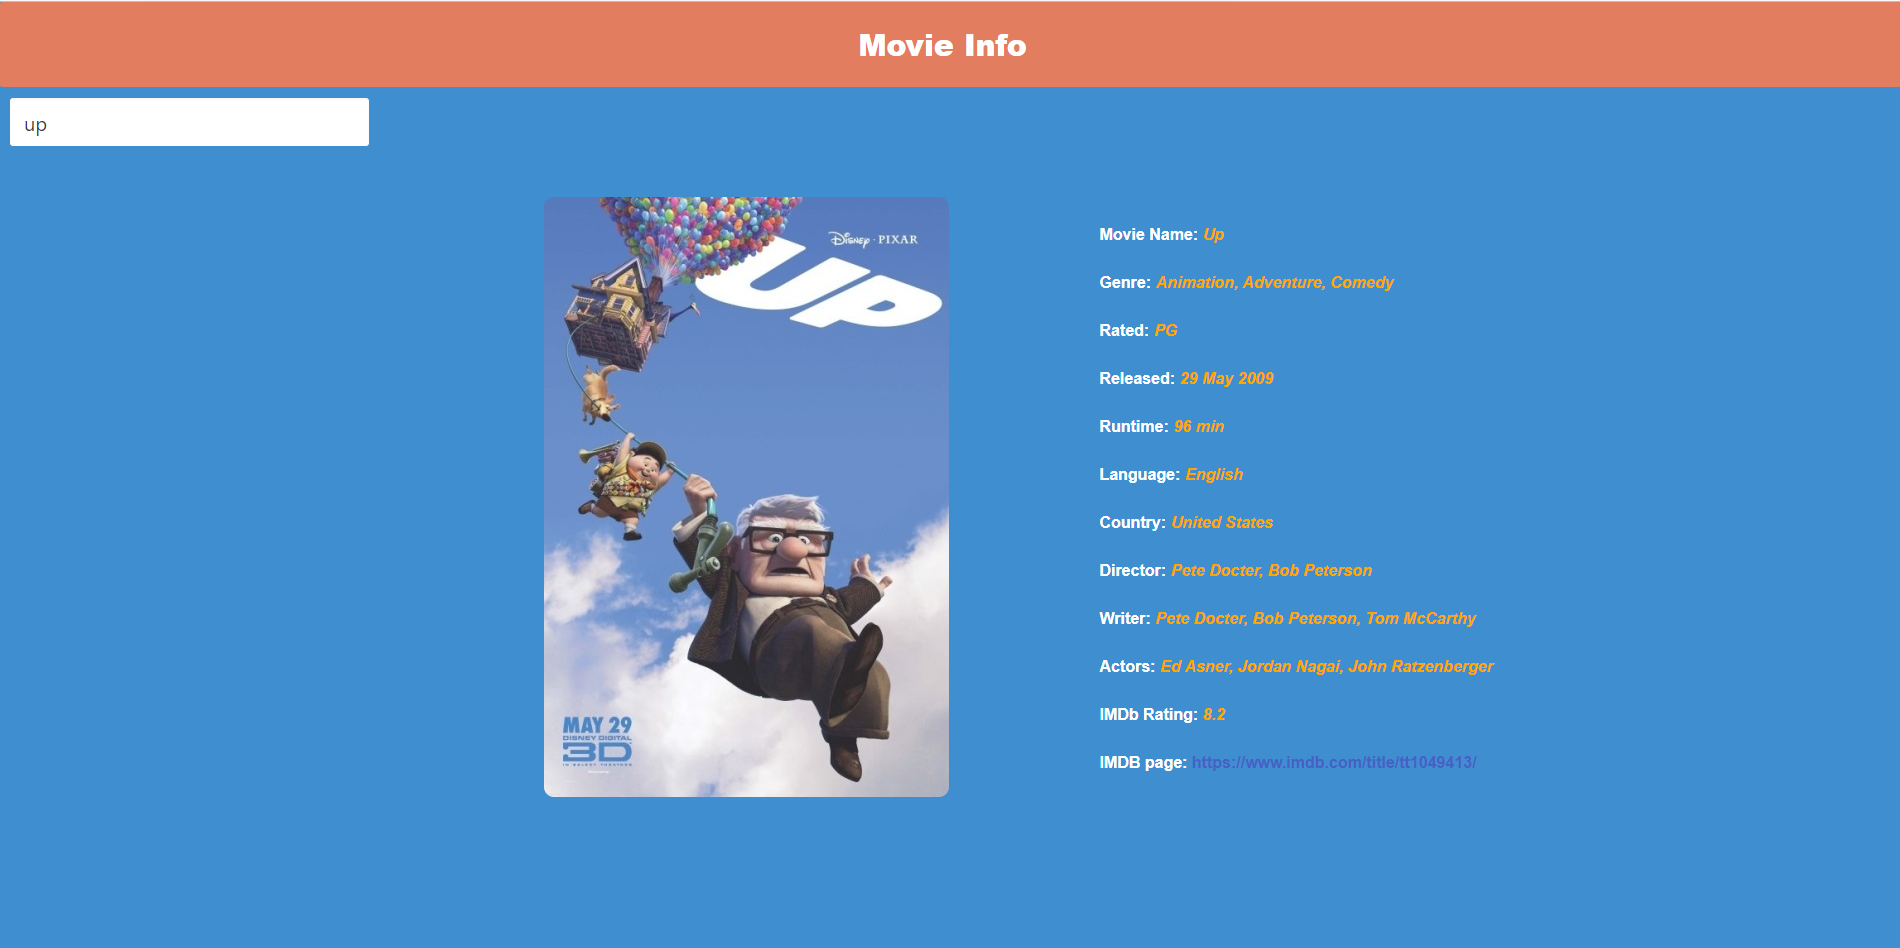 Movie Info
up
Disney · PIXAR
UP
MAY 29
DISNEY DIGITAL
3D
IN SELECT THEATERS
Movie Name: Up
Genre: Animation, Adventure, Comedy
Rated: PG
Released: 29 May 2009
Runtime: 96 min
Language: English
Country: United States
Director: Pete Docter, Bob Peterson
Writer: Pete Docter, Bob Peterson, Tom McCarthy
Actors: Ed Asner, Jordan Nagai, John Ratzenberger
IMDb Rating: 8.2
IMDB page: https://www.imdb.com/title/tt1049413/